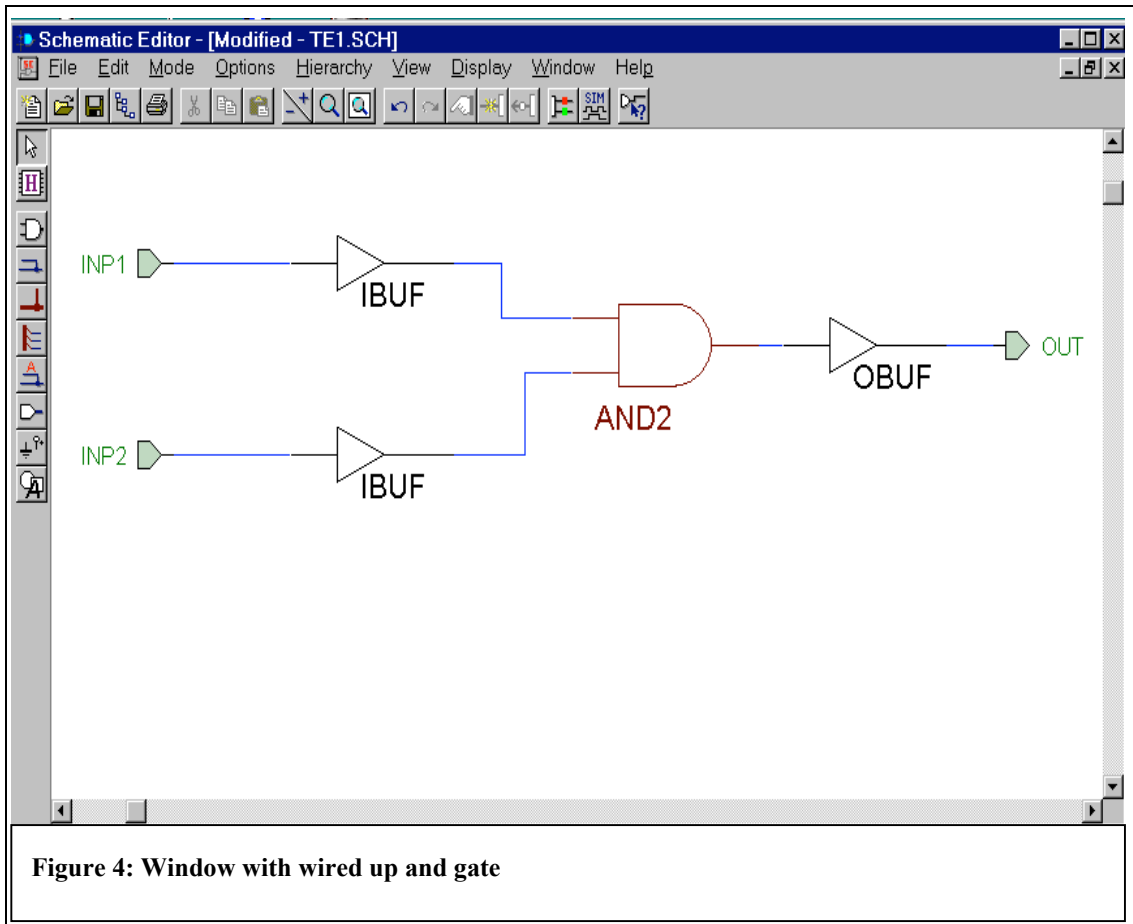 Schematic Editor - [Modified - TE1.SCH]
File Edit Mode Options Hierarchy View Display Window Help
SIM
H
INP1
IBUF
OUT
OBUF
AND2
A
INP2
IBUF
A
Figure 4: Window with wired up and gate